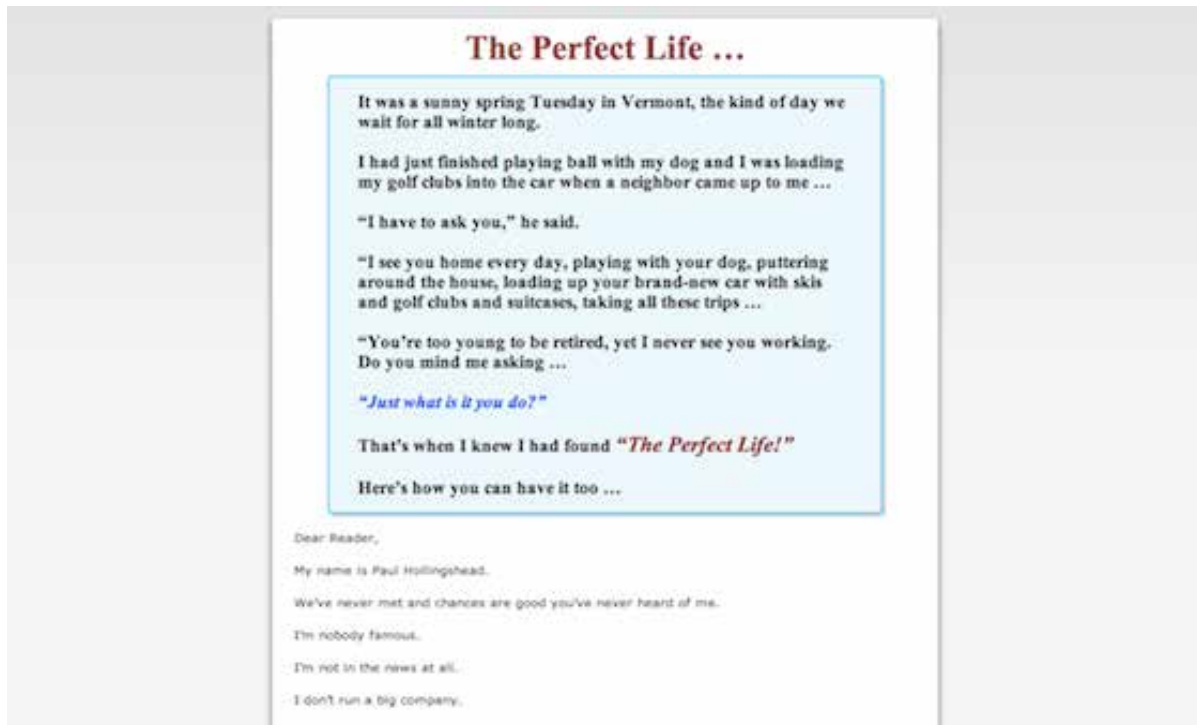 The Perfect Life …
It was a sunny spring Tuesday in Vermont, the kind of day we
wait for all winter long.
I had just finished playing ball with my dog and I was loading
my golf clubs into the car when a neighbor came up to me …
“I have to ask you,” he said.
“I see you home every day, playing with your dog, puttering
around the house, loading up your brand-new car with skis
and golf clubs and suitcases, taking all these trips …
“You’re too young to be retired, yet I never see you working.
Do you mind me asking …
“Just what is it you do?”
That’s when I knew I had found “The Perfect Life!”
Here’s how you can have it too …
Dear Reader,
My name is Paul Hollingshead.
We've never met and chances are good you've never heard of me.
I'm nobody famous.
I'm not in the news at all.
I don't run a big company.